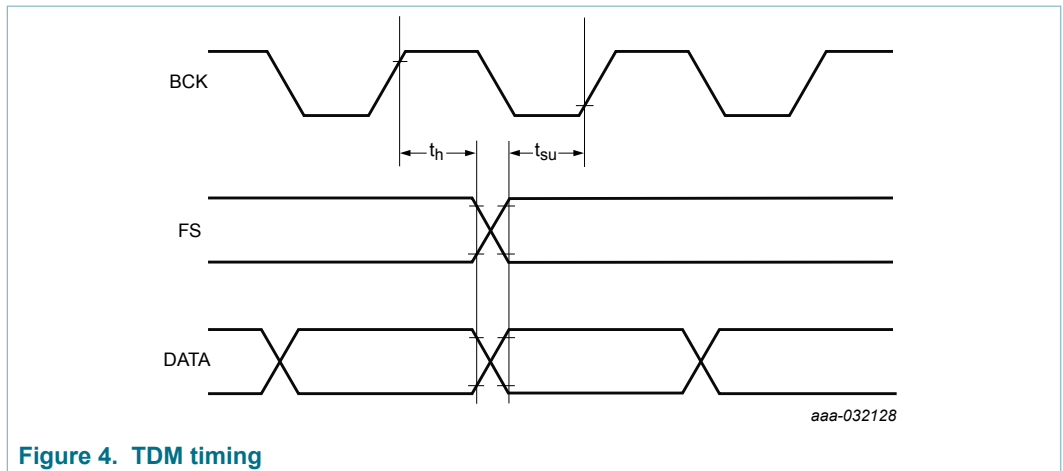 BCK
th
tsu
FS
DATA
aaa-032128
Figure 4. TDM timing